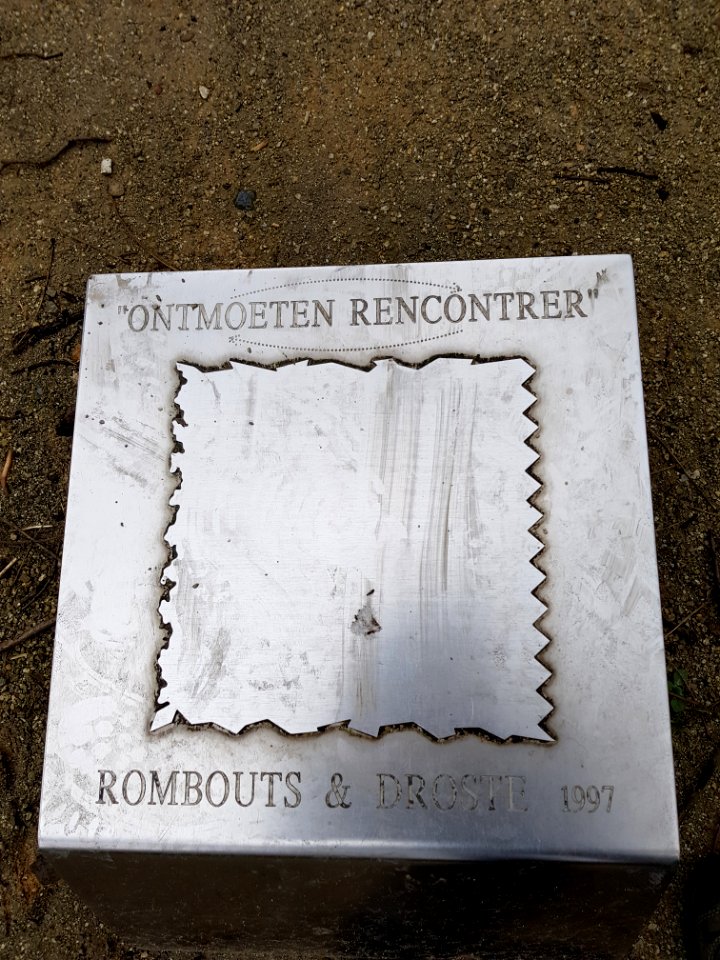 "ONTMOETEN RENCONTRER"
ROMBOUTS & DROSTE 1997